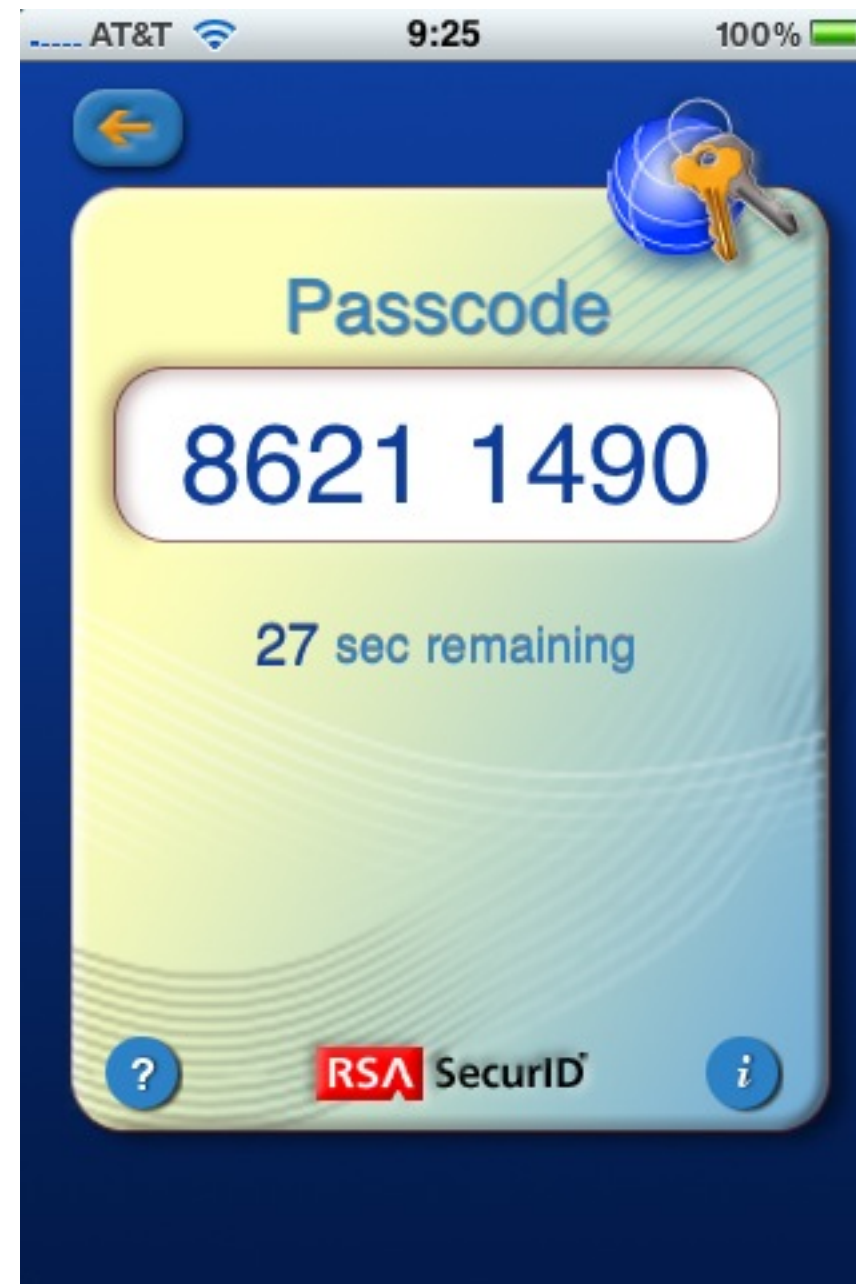 AT&T 9:25 100%
Passcode
8621 1490
27 sec remaining
? RSA SecurID i